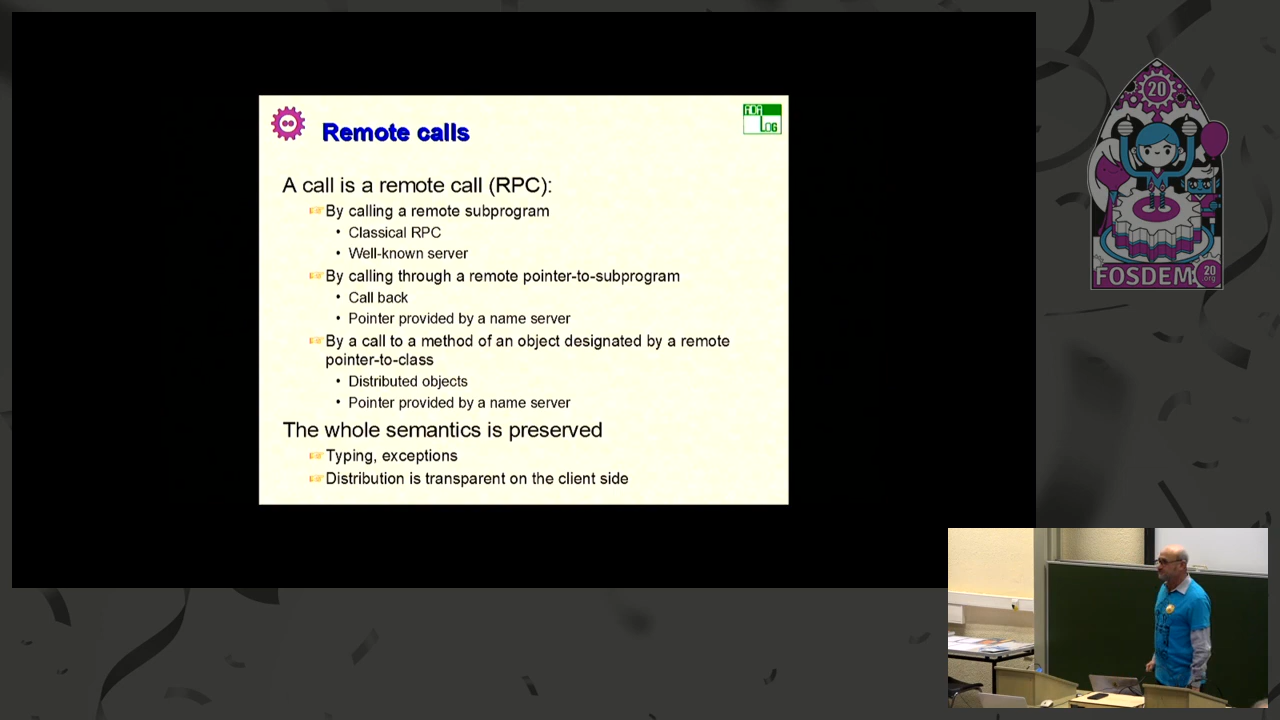 ADA
LOG
Remote calls
A call is a remote call (RPC):
By calling a remote subprogram
• Classical RPC
• Well-known server
By calling through a remote pointer-to-subprogram
• Call back
• Pointer provided by a name server
By a call to a method of an object designated by a remote
pointer-to-class
• Distributed objects
• Pointer provided by a name server
The whole semantics is preserved
Typing, exceptions
Distribution is transparent on the client side
20
FOSDEM
20
.org